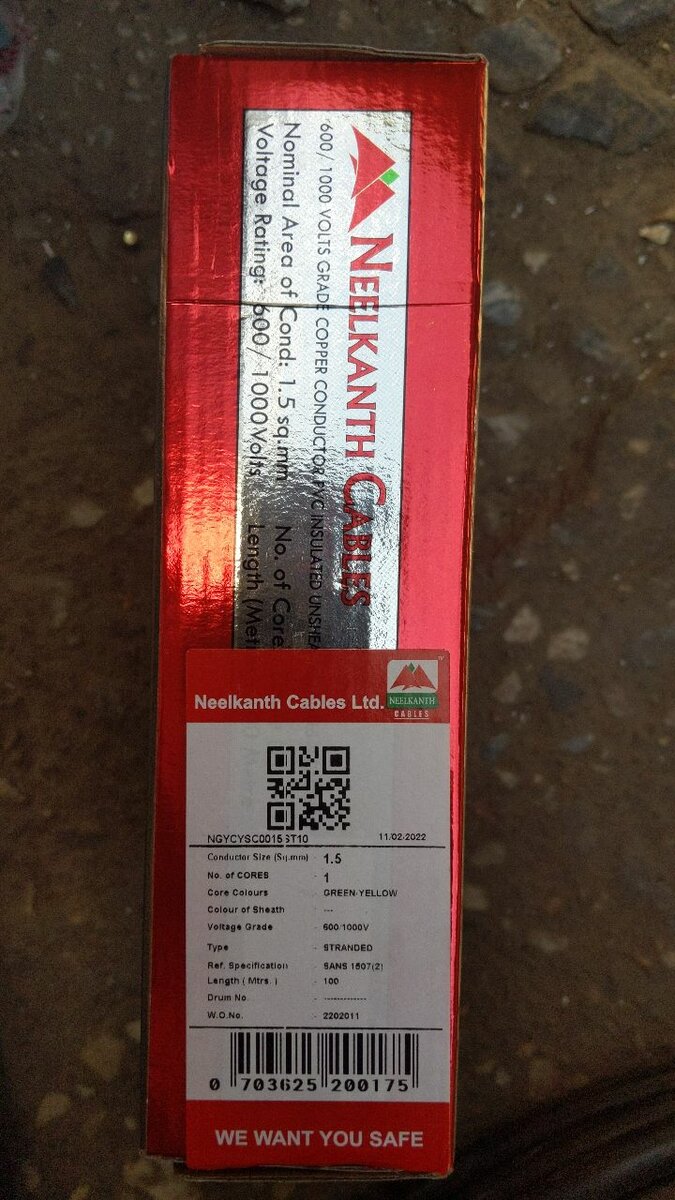 NEELKANTH CABLES
600/1000 VOLTS GRADE COPPER CONDUCTOR PVC INSULATED UNSHEA
Nominal Area of Cond: 1.5 sq.mm No. of Core
Voltage Rating: 600/1000Volts Length (Met
Neelkanth Cables Ltd.
NEELKANTH
CABLES
NGYCYSC0015ST10 11/02/2022
Conductor Size (Sq.mm) : 1.5
No. of CORES : 1
Core Colours : GREEN-YELLOW
Colour of Sheath : ---
Voltage Grade : 600/1000V
Type : STRANDED
Ref. Specification : SANS 1507(2)
Length ( Mtrs. ) : 100
Drum No. : -------------
W.O.No. : 2202011
0 703625 200175
WE WANT YOU SAFE